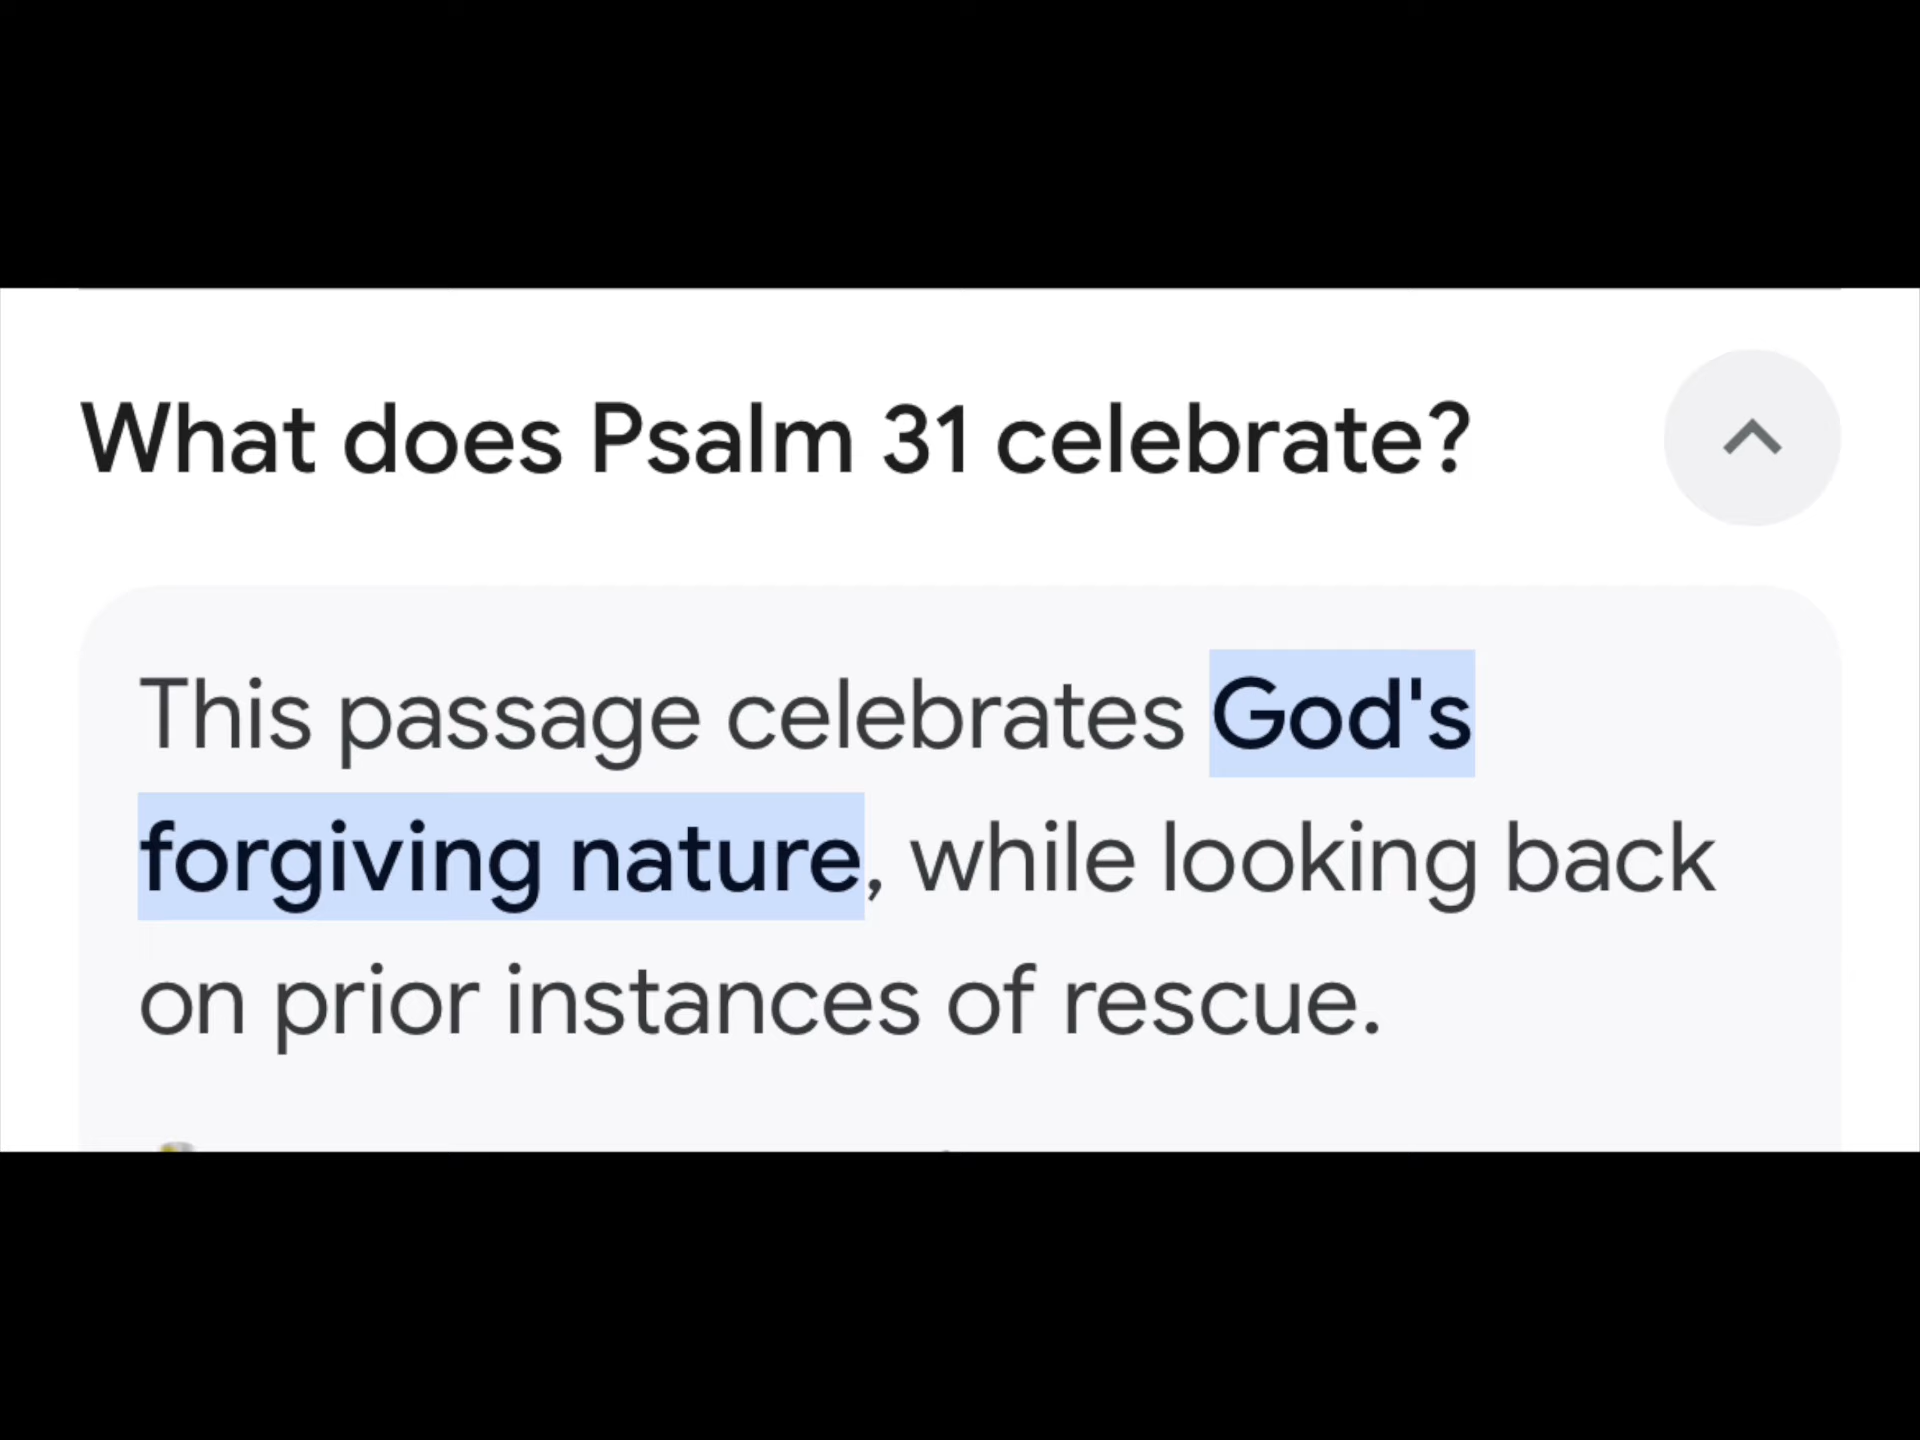 What does Psalm 31 celebrate?
This passage celebrates God's
forgiving nature, while looking back
on prior instances of rescue.